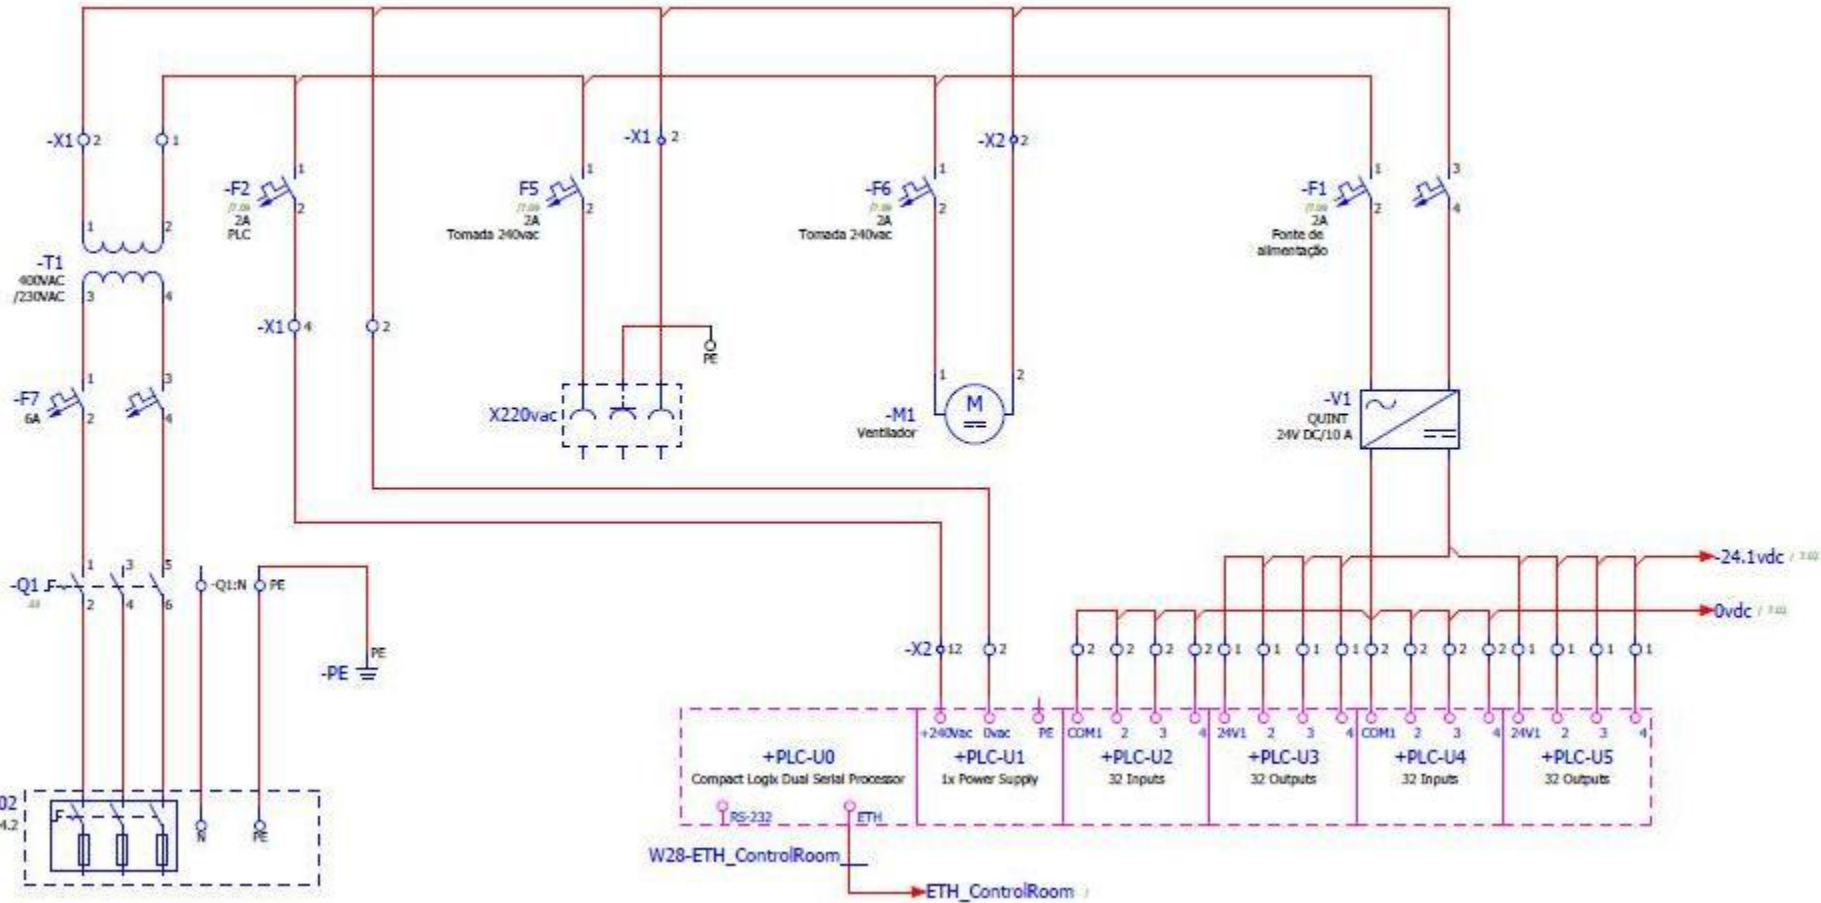 -X1 2 1
-X1 2
-X2 2
-F2 1 2
2A
PLC
F5 1 2
2A
Tomada 240vac
-F6 1 2
2A
Tomada 240vac
-F1 1 2 3 4
2A
Fonte de
alimentação
1 2
-T1
400VAC
/230VAC
3 4
-X1 4 2
PE
-F7 1 2 3 4
6A
X220vac
1 2
M
-M1
Ventilador
-V1
QUINT
24V DC/10 A
-Q1 1 3 5
2 4 6
-Q1:N PE
PE
-PE
-24.1vdc
0vdc
-X2 12 2 2 2 2 2 1 1 1 1 2 2 2 2 1 1 1 1
+240Vac 0vac PE COM1 2 3 4 24V1 2 3 4 COM1 2 3 4 24V1 2 3 4
+PLC-U0 +PLC-U1 +PLC-U2 +PLC-U3 +PLC-U4 +PLC-U5
Compact Logix Dual Serial Processor 1x Power Supply 32 Inputs 32 Outputs 32 Inputs 32 Outputs
RS-232 ETH
02
4.2
N PE
W28-ETH_ControlRoom
ETH_ControlRoom